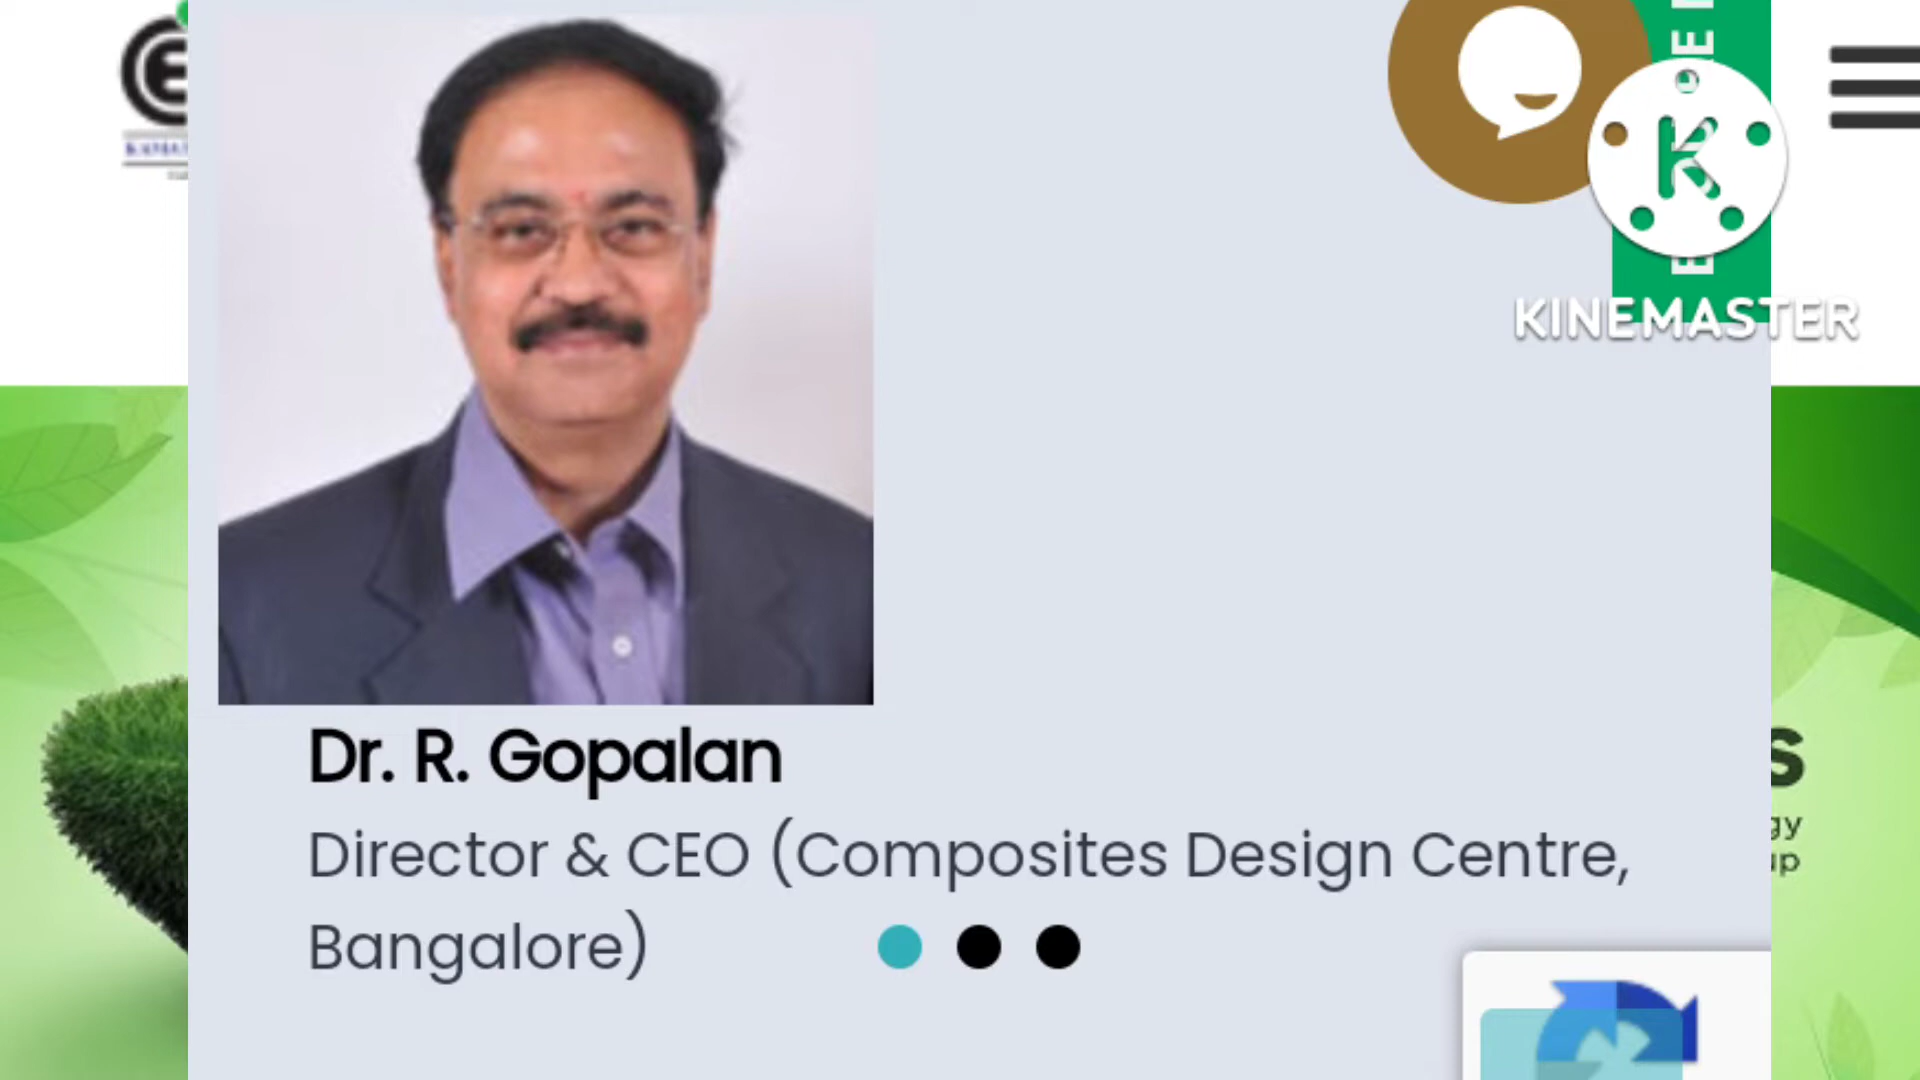 KINEMASTER
Dr. R. Gopalan
Director & CEO (Composites Design Centre,
Bangalore)